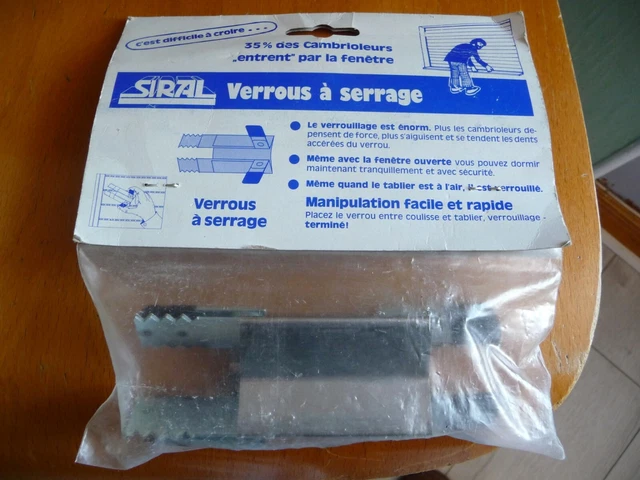 c'est difficile à croire . . .
35% des Cambrioleurs
„entrent" par la fenêtre
SIRAL Verrous à serrage
Le verrouillage est énorm. Plus les cambrioleurs de-
pensent de force, plus s'aiguisent et se tendent les dents
accérées du verrou.
Même avec la fenêtre ouverte vous pouvez dormir
maintenant tranquillement et avec sécurité.
Même quand le tablier est à l'air, verrouillé.
Verrous
à serrage
Manipulation facile et rapide
Placez le verrou entre coulisse et tablier, verrouillage -
terminé!